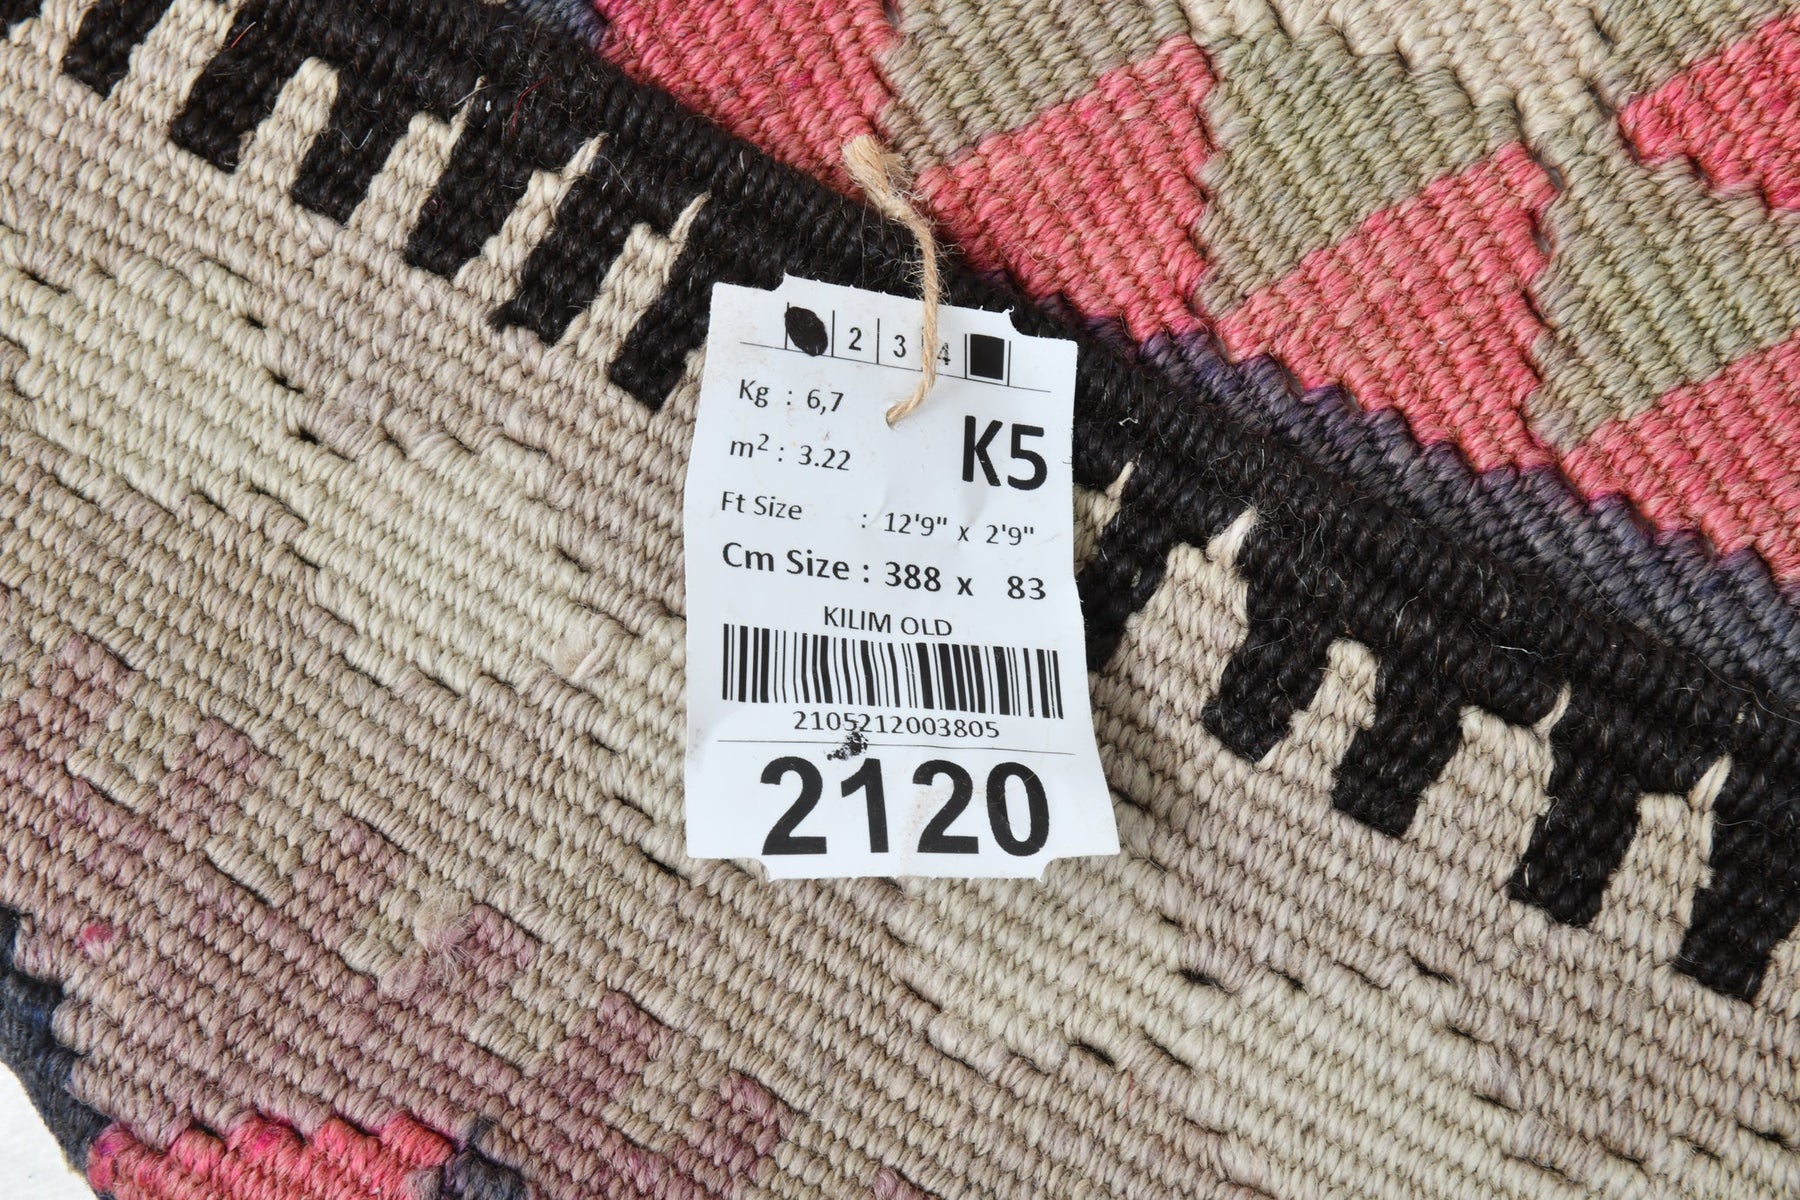 2 3 4
Kg : 6,7
K5
m2 : 3.22
Ft Size : 12'9" x 2'9"
Cm Size : 388 x 83
KILIM OLD
2105212003805
2120